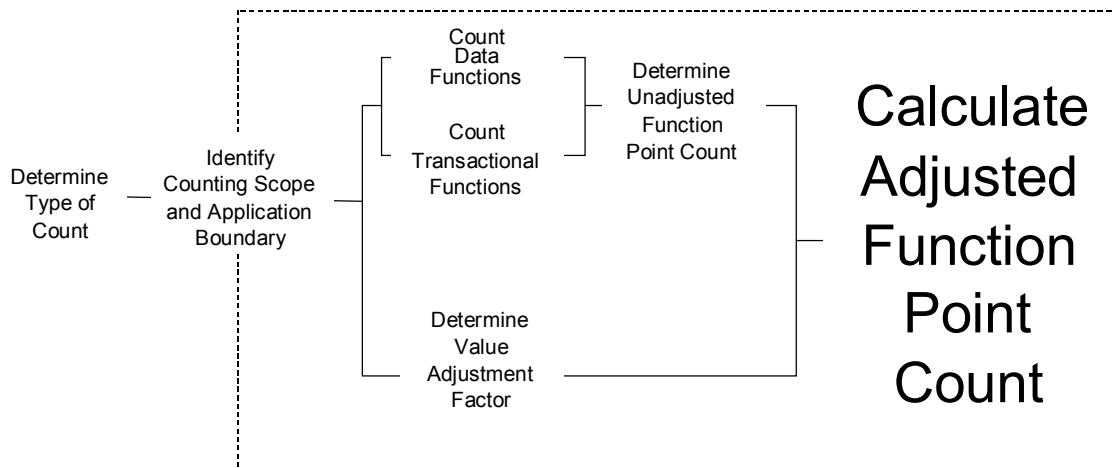 Determine
Type of
Count
Identify
Counting Scope
and Application
Boundary
Count
Data
Functions
Count
Transactional
Functions
Determine
Value
Adjustment
Factor
Determine
Unadjusted
Function
Point Count
Calculate
Adjusted
Function
Point
Count